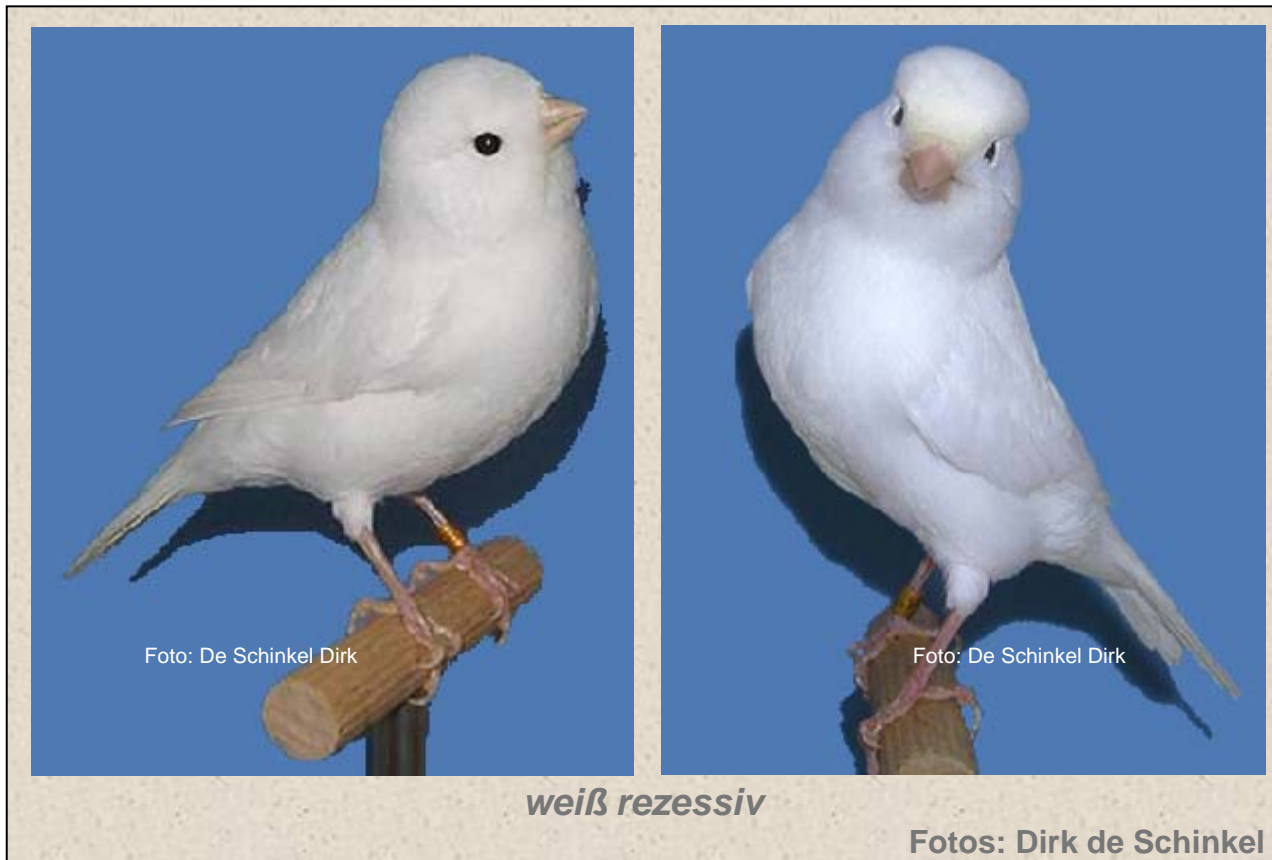 Foto: De Schinkel Dirk
Foto: De Schinkel Dirk
weiß rezessiv
Fotos: Dirk de Schinkel